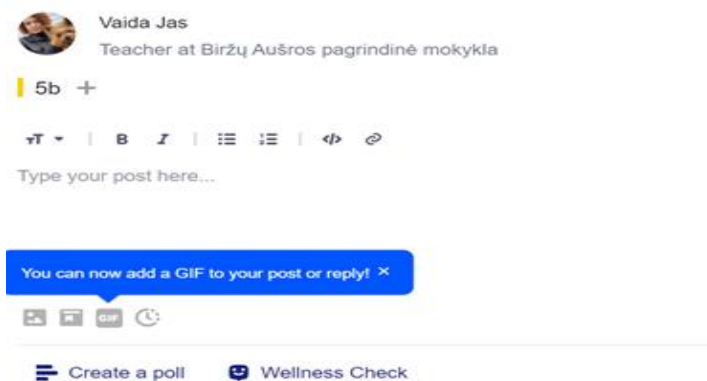 Vaida Jas
Teacher at Biržų Aušros pagrindinė mokykla
5b +
TT B I </>
Type your post here...
You can now add a GIF to your post or reply! ×
GIF
Create a poll Wellness Check